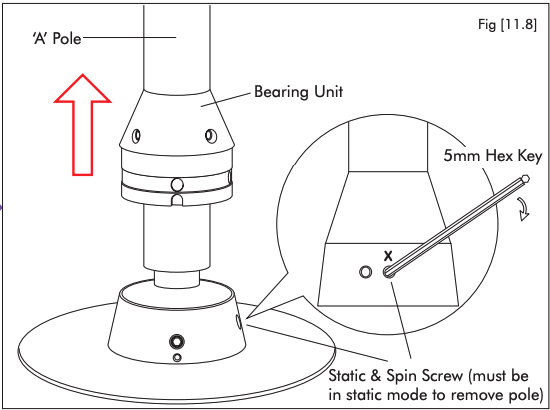 Fig [11.8]
‘A’ Pole
Bearing Unit
5mm Hex Key
X
Static & Spin Screw (must be
in static mode to remove pole)